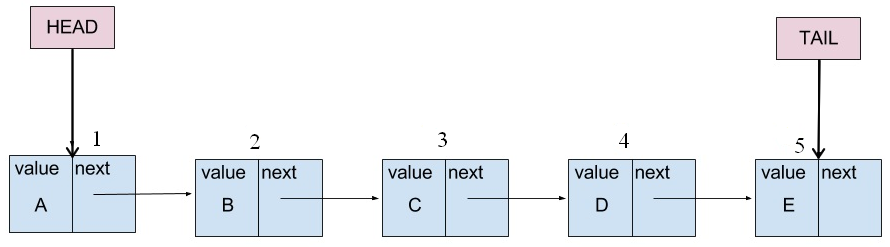 HEAD
TAIL
1
2
3
4
5
value next
value next
value next
value next
value next
A
B
C
D
E